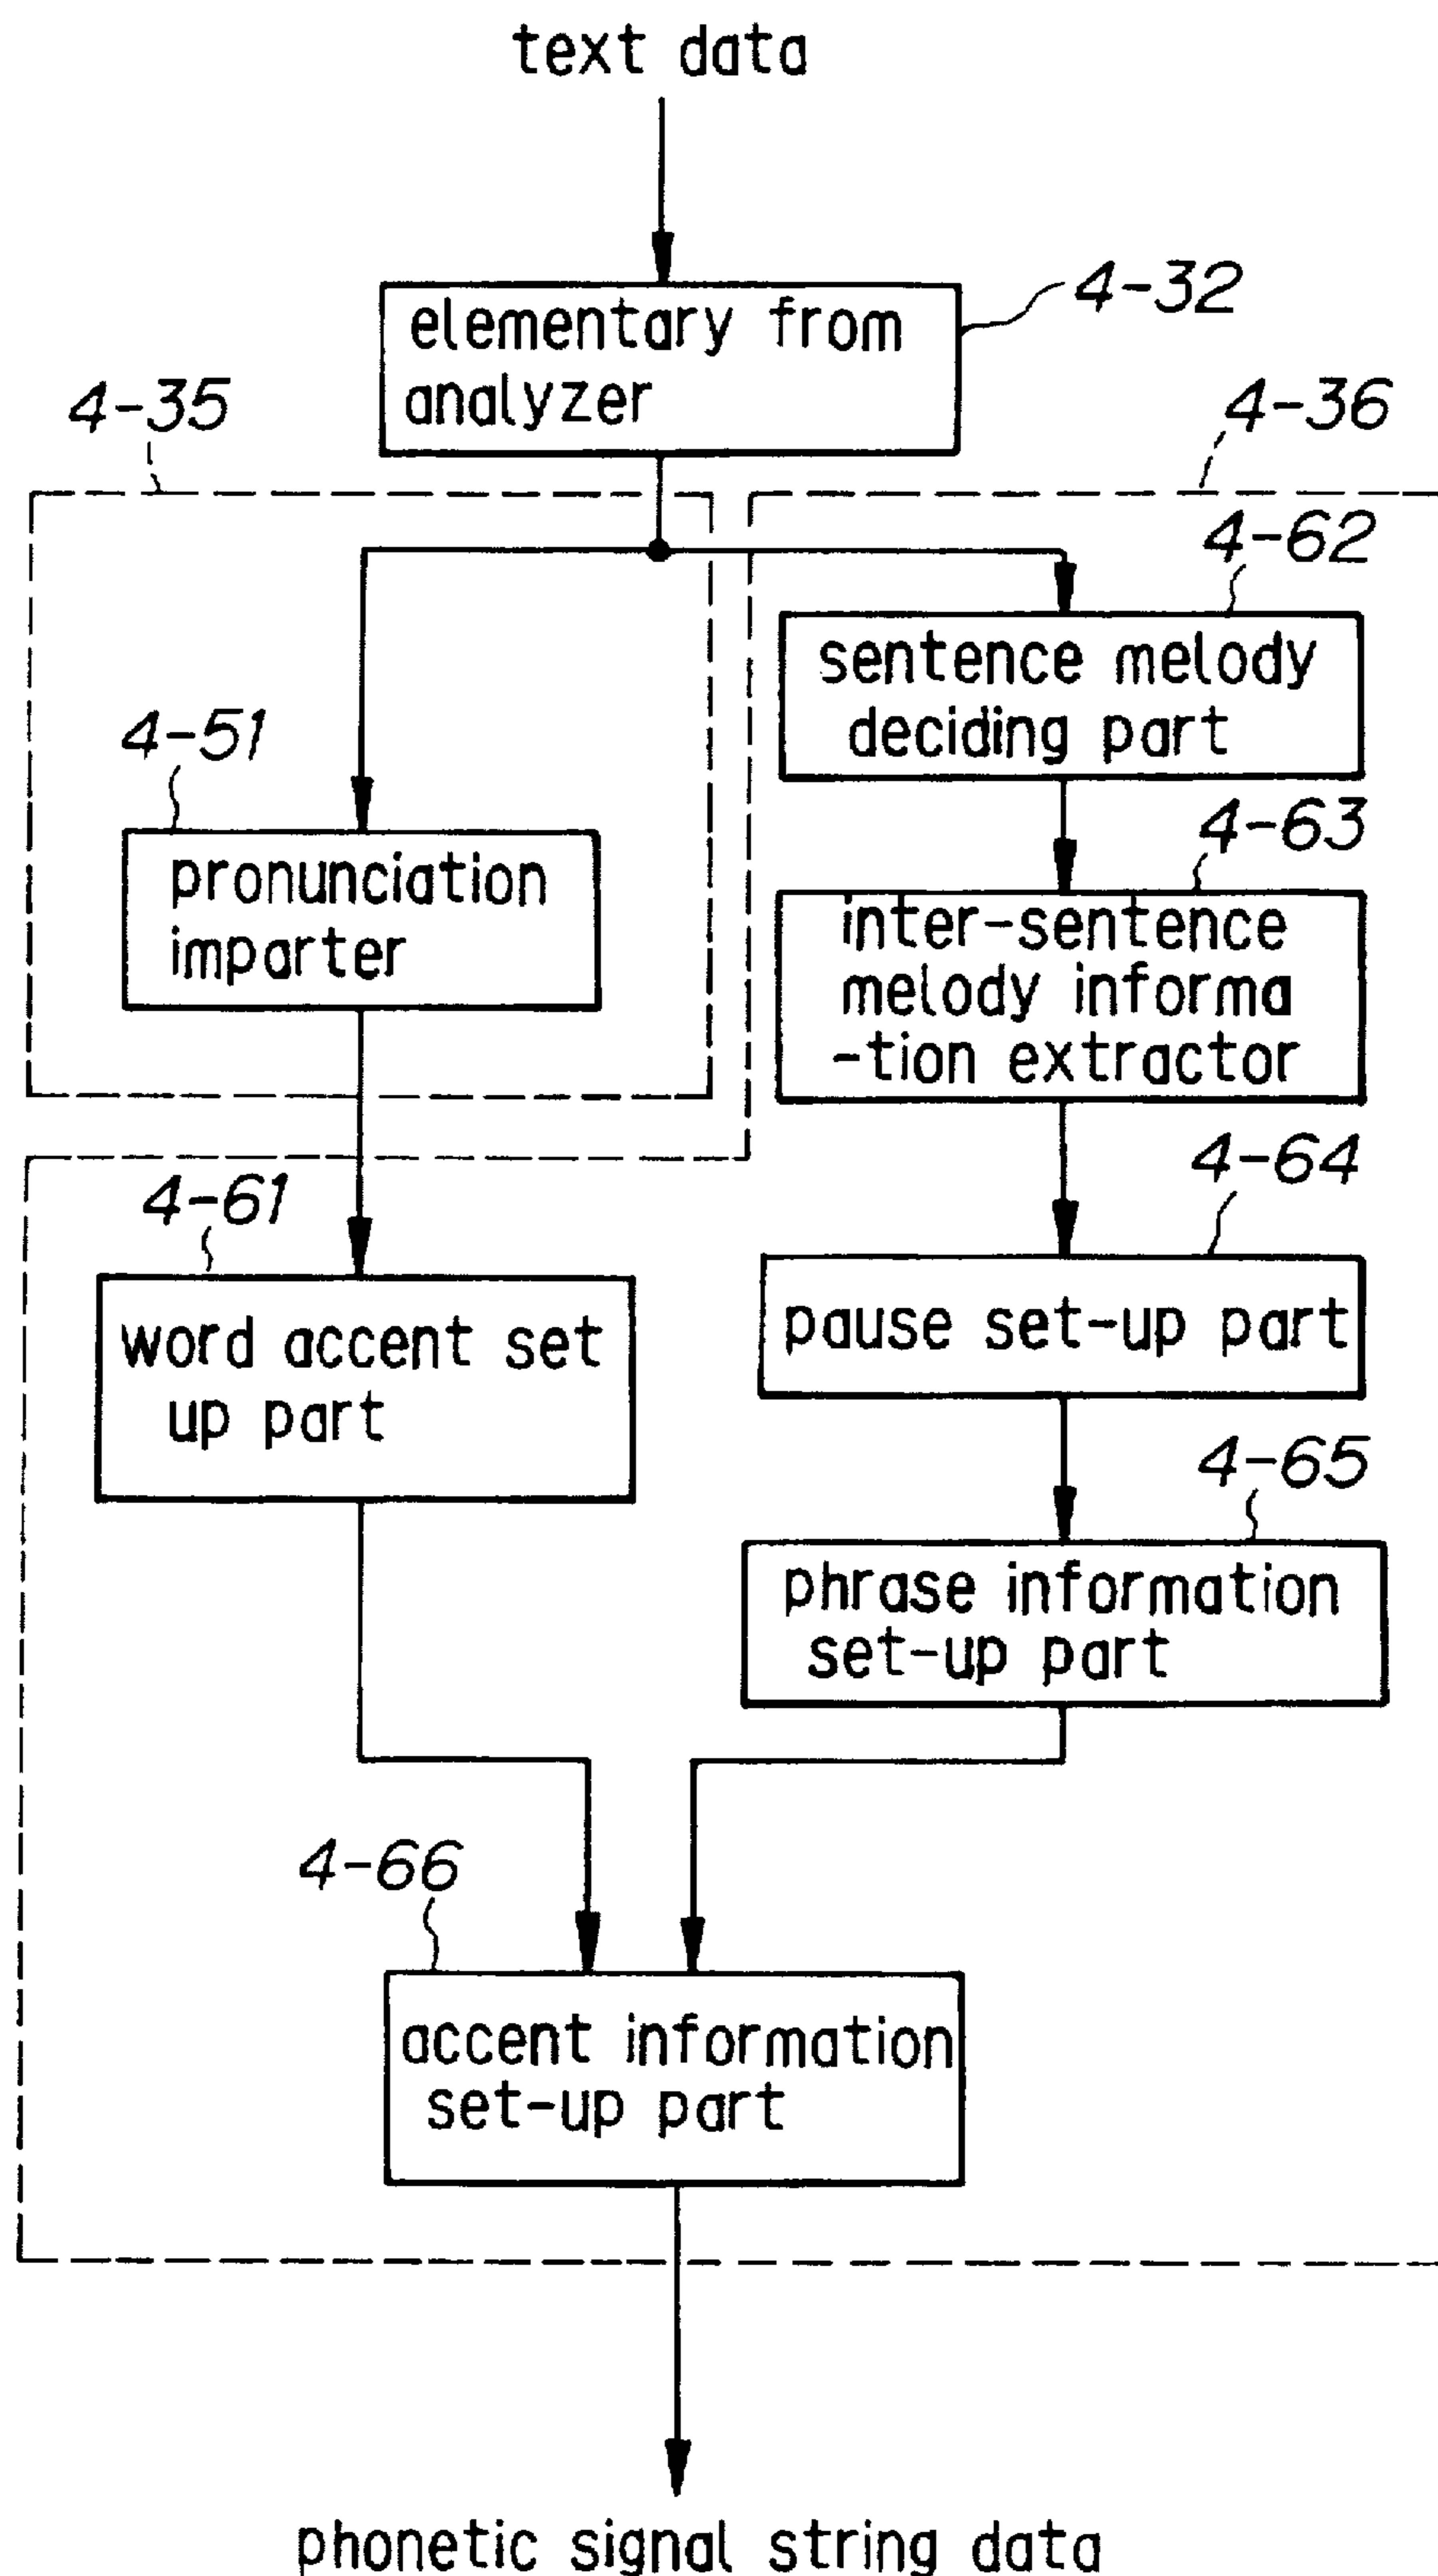 text data
4-32
elementary from
analyzer
4-35
4-36
4-62
sentence melody
deciding part
4-51
pronunciation
imparter
4-63
inter-sentence
melody informa
-tion extractor
4-64
4-61
word accent set
up part
pause set-up part
4-65
phrase information
set-up part
4-66
accent information
set-up part
phonetic signal string data